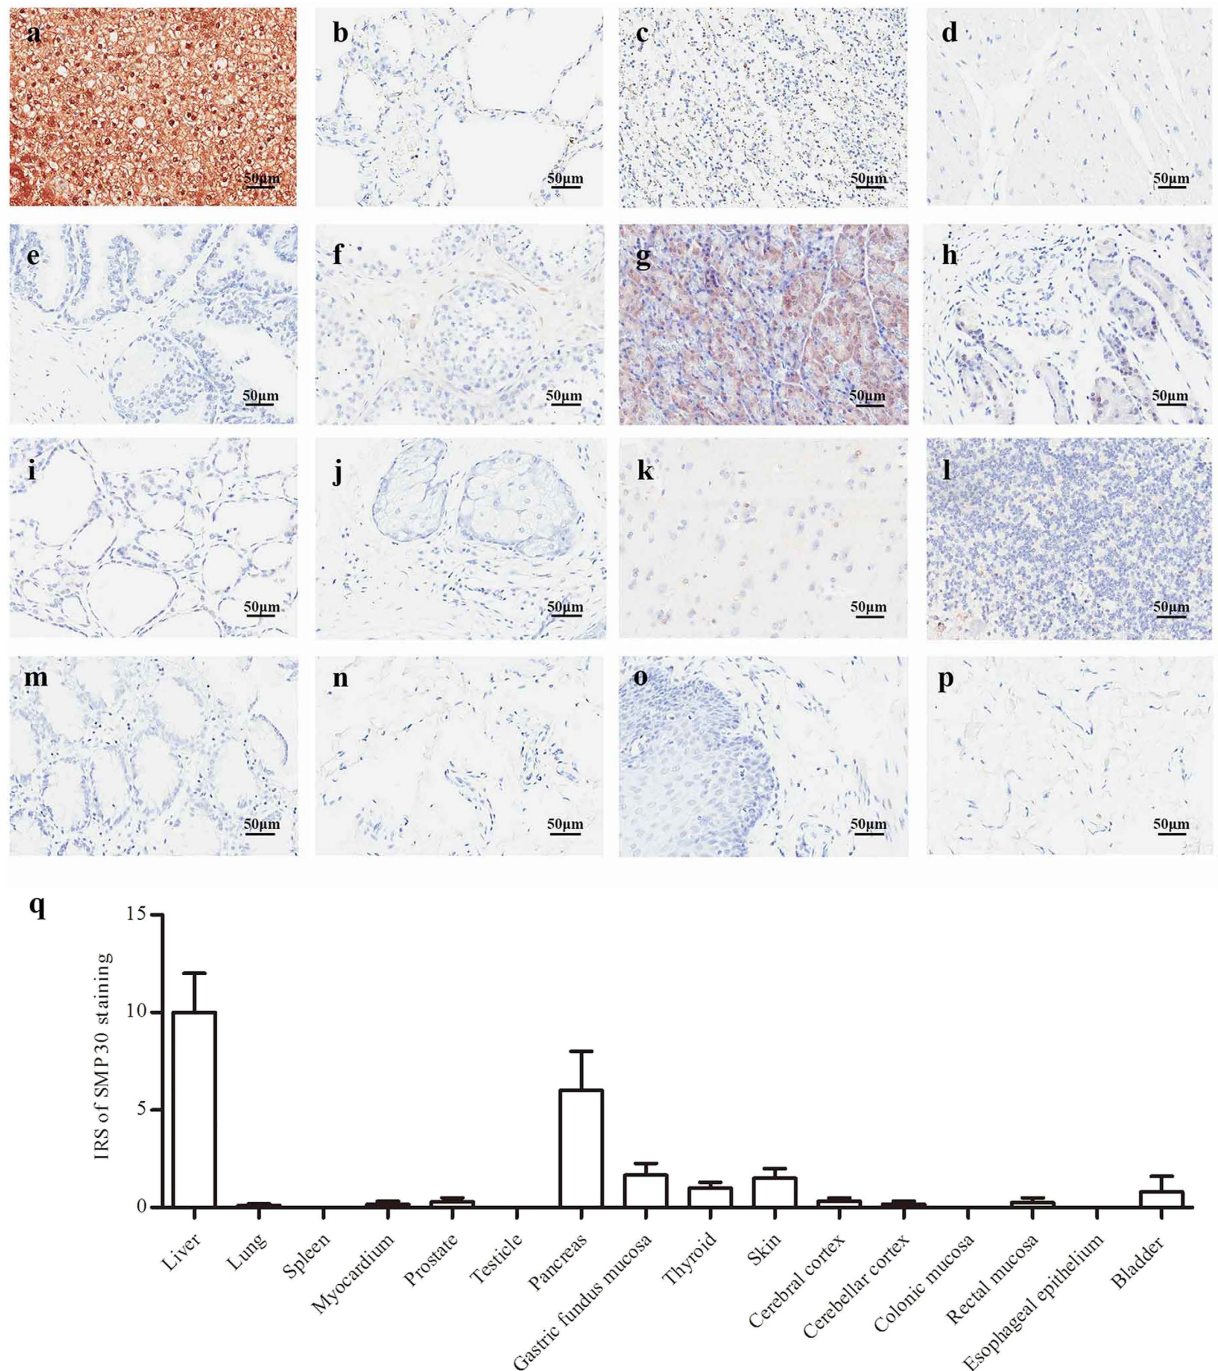 a b c d
50μm 50μm 50μm 50μm
e f g h
50μm 50μm 50μm 50μm
i j k l
50μm 50μm 50μm 50μm
m n o p
50μm 50μm 50μm 50μm
q
15
10
5
0
IRS of SMP30 staining
Liver
Lung
Spleen
Myocardium
Prostate
Testicle
Pancreas
Gastric fundus mucosa
Thyroid
Skin
Cerebral cortex
Cerebellar cortex
Colonic mucosa
Rectal mucosa
Esophageal epithelium
Bladder